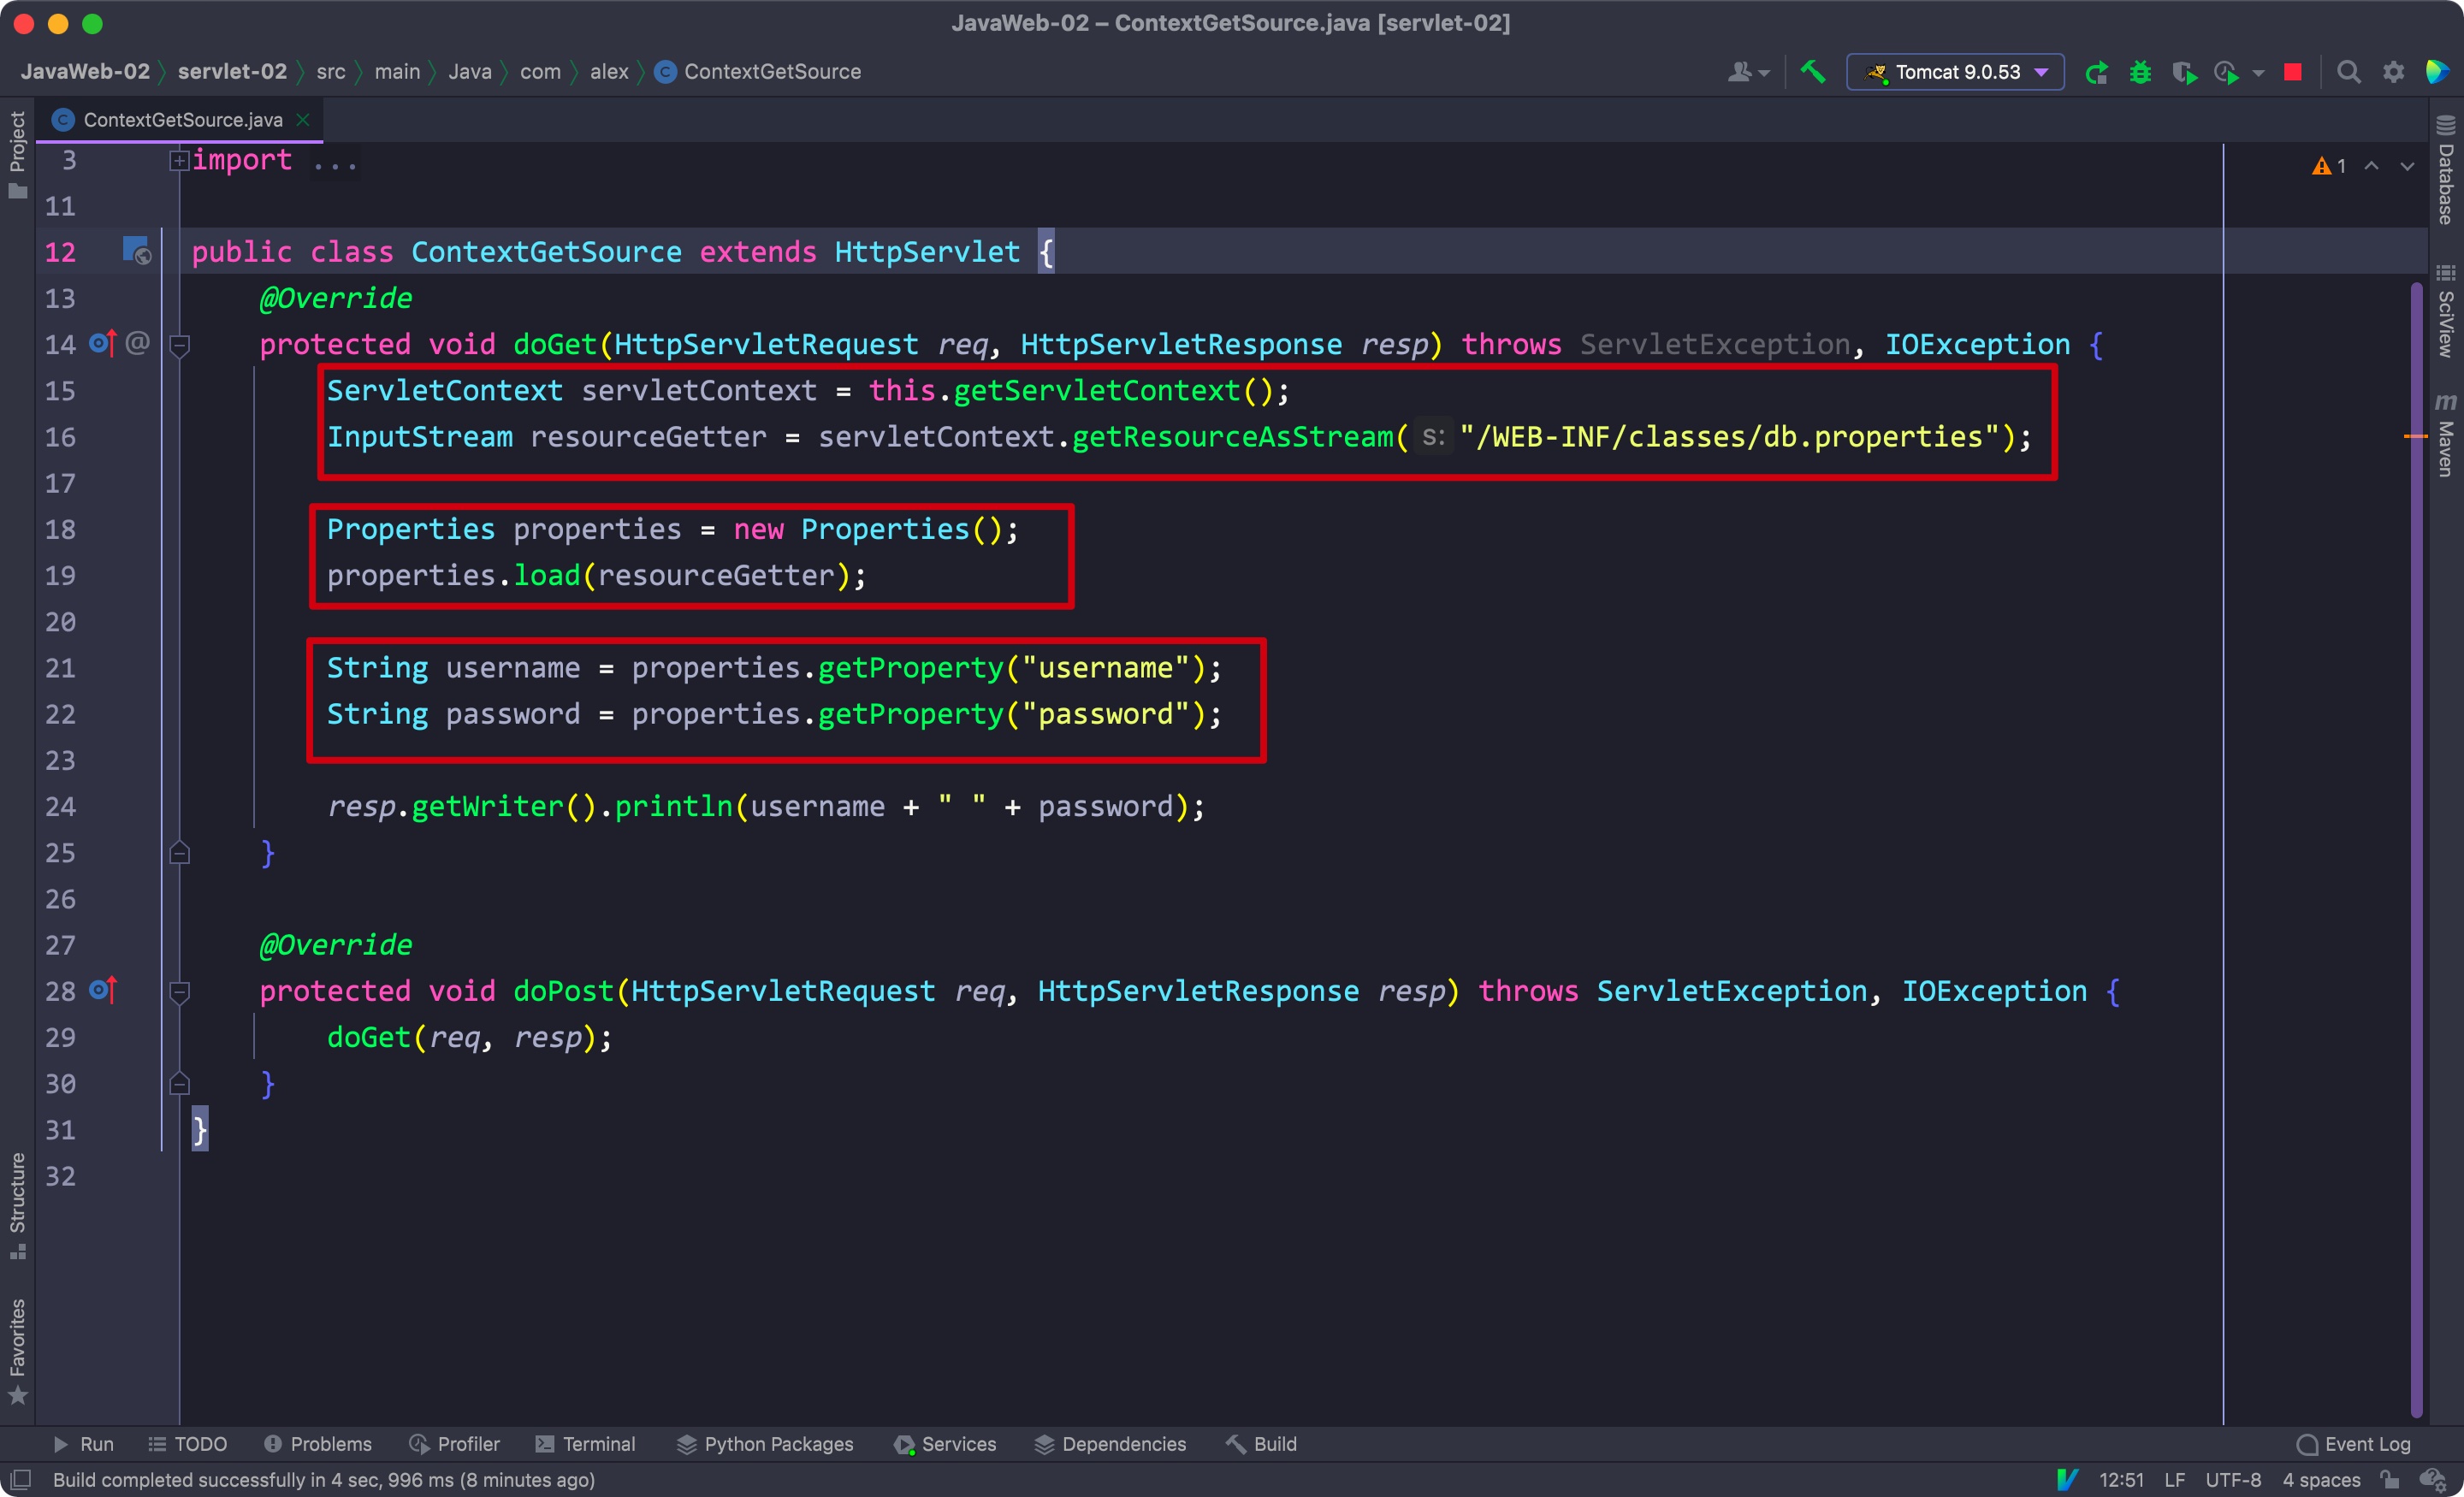 JavaWeb-02 – ContextGetSource.java [servlet-02]
JavaWeb-02 servlet-02 src main Java com alex ContextGetSource
Tomcat 9.0.53
ContextGetSource.java
Project
Structure
Favorites
Database
SciView
Maven
1
3 import ...
11
12 public class ContextGetSource extends HttpServlet {
13 @Override
14 protected void doGet(HttpServletRequest req, HttpServletResponse resp) throws ServletException, IOException {
15 ServletContext servletContext = this.getServletContext();
16 InputStream resourceGetter = servletContext.getResourceAsStream( s: "/WEB-INF/classes/db.properties");
17
18 Properties properties = new Properties();
19 properties.load(resourceGetter);
20
21 String username = properties.getProperty("username");
22 String password = properties.getProperty("password");
23
24 resp.getWriter().println(username + " " + password);
25 }
26
27 @Override
28 protected void doPost(HttpServletRequest req, HttpServletResponse resp) throws ServletException, IOException {
29 doGet(req, resp);
30 }
31 }
32
Run TODO Problems Profiler Terminal Python Packages Services Dependencies Build Event Log
Build completed successfully in 4 sec, 996 ms (8 minutes ago) 12:51 LF UTF-8 4 spaces